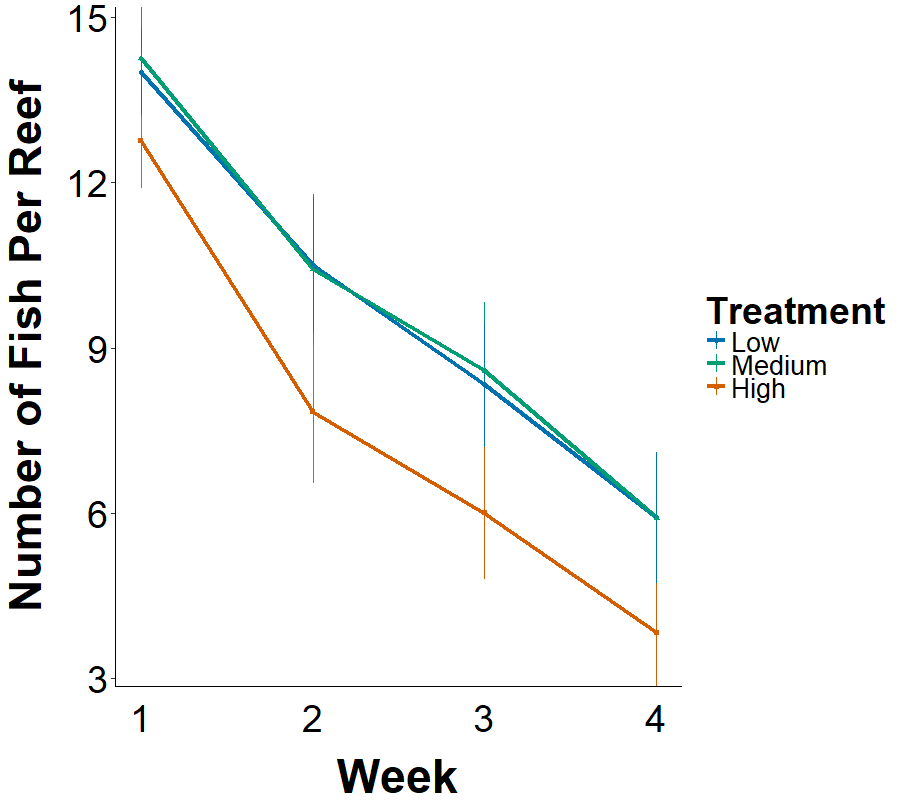 Number of Fish Per Reef
15
12
9
6
3
1 2 3 4
Week
Treatment
Low
Medium
High